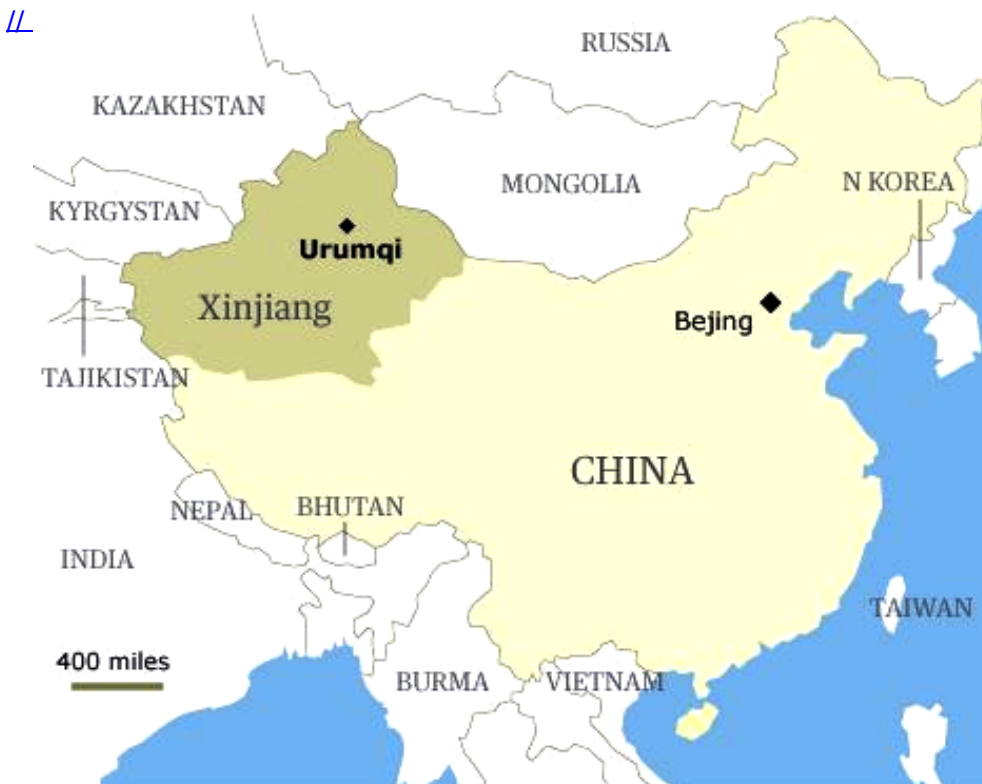 //
RUSSIA
KAZAKHSTAN
MONGOLIA
N KOREA
KYRGYSTAN
Urumqi
Xinjiang
Bejing
TAJIKISTAN
CHINA
NEPAL
BHUTAN
INDIA
TAIWAN
400 miles
BURMA
VIETNAM